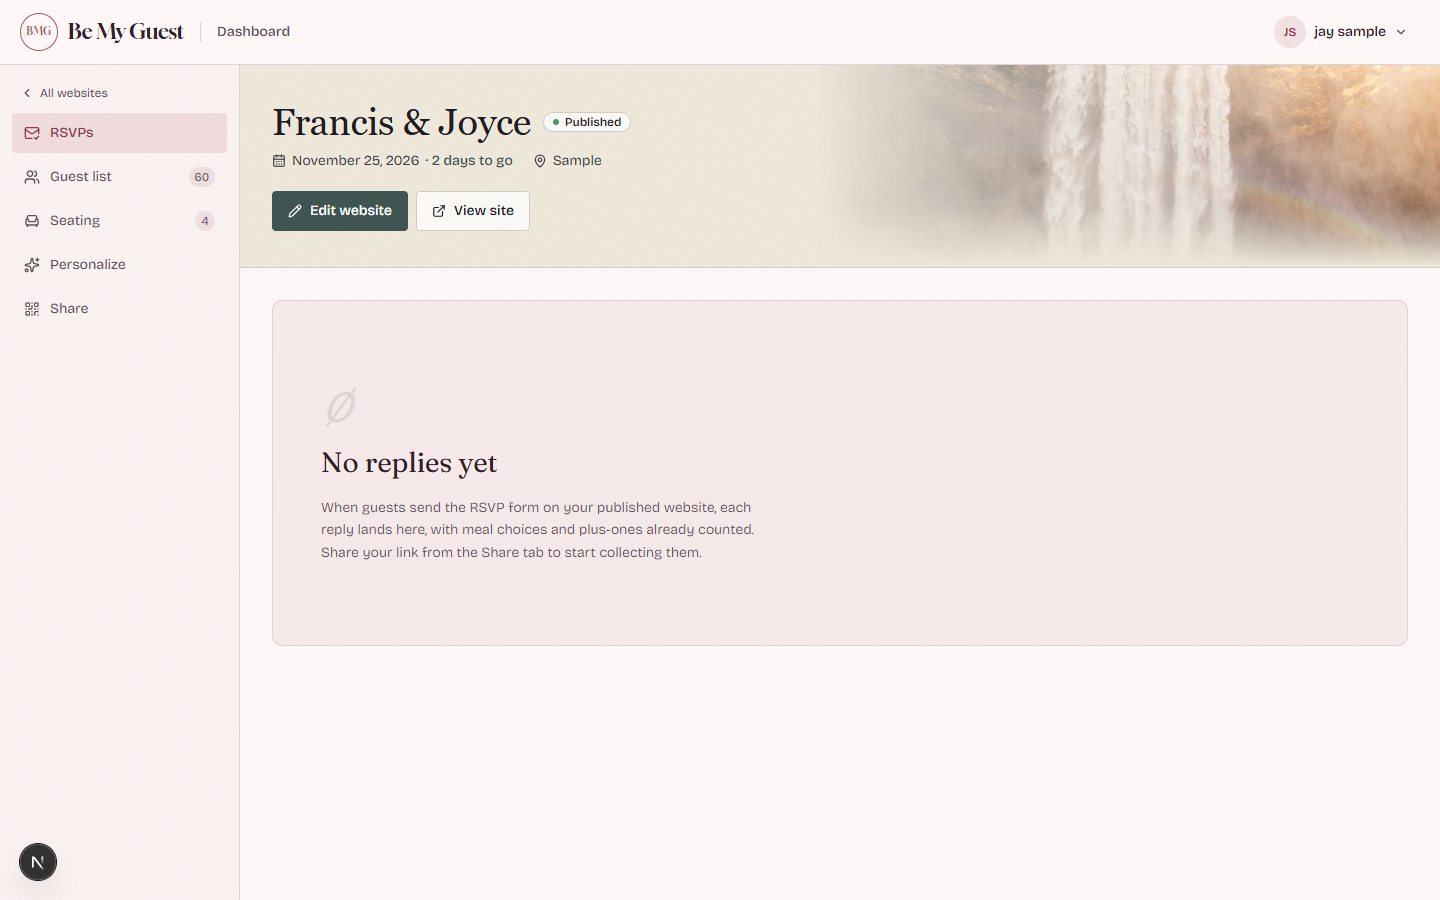 BMG
Be My Guest
Dashboard
JS
jay sample
All websites
RSVPs
Guest list
60
Seating
4
Personalize
Share
Francis & Joyce
Published
November 25, 2026 · 2 days to go
Sample
Edit website
View site
Ø
No replies yet
When guests send the RSVP form on your published website, each
reply lands here, with meal choices and plus-ones already counted.
Share your link from the Share tab to start collecting them.
N